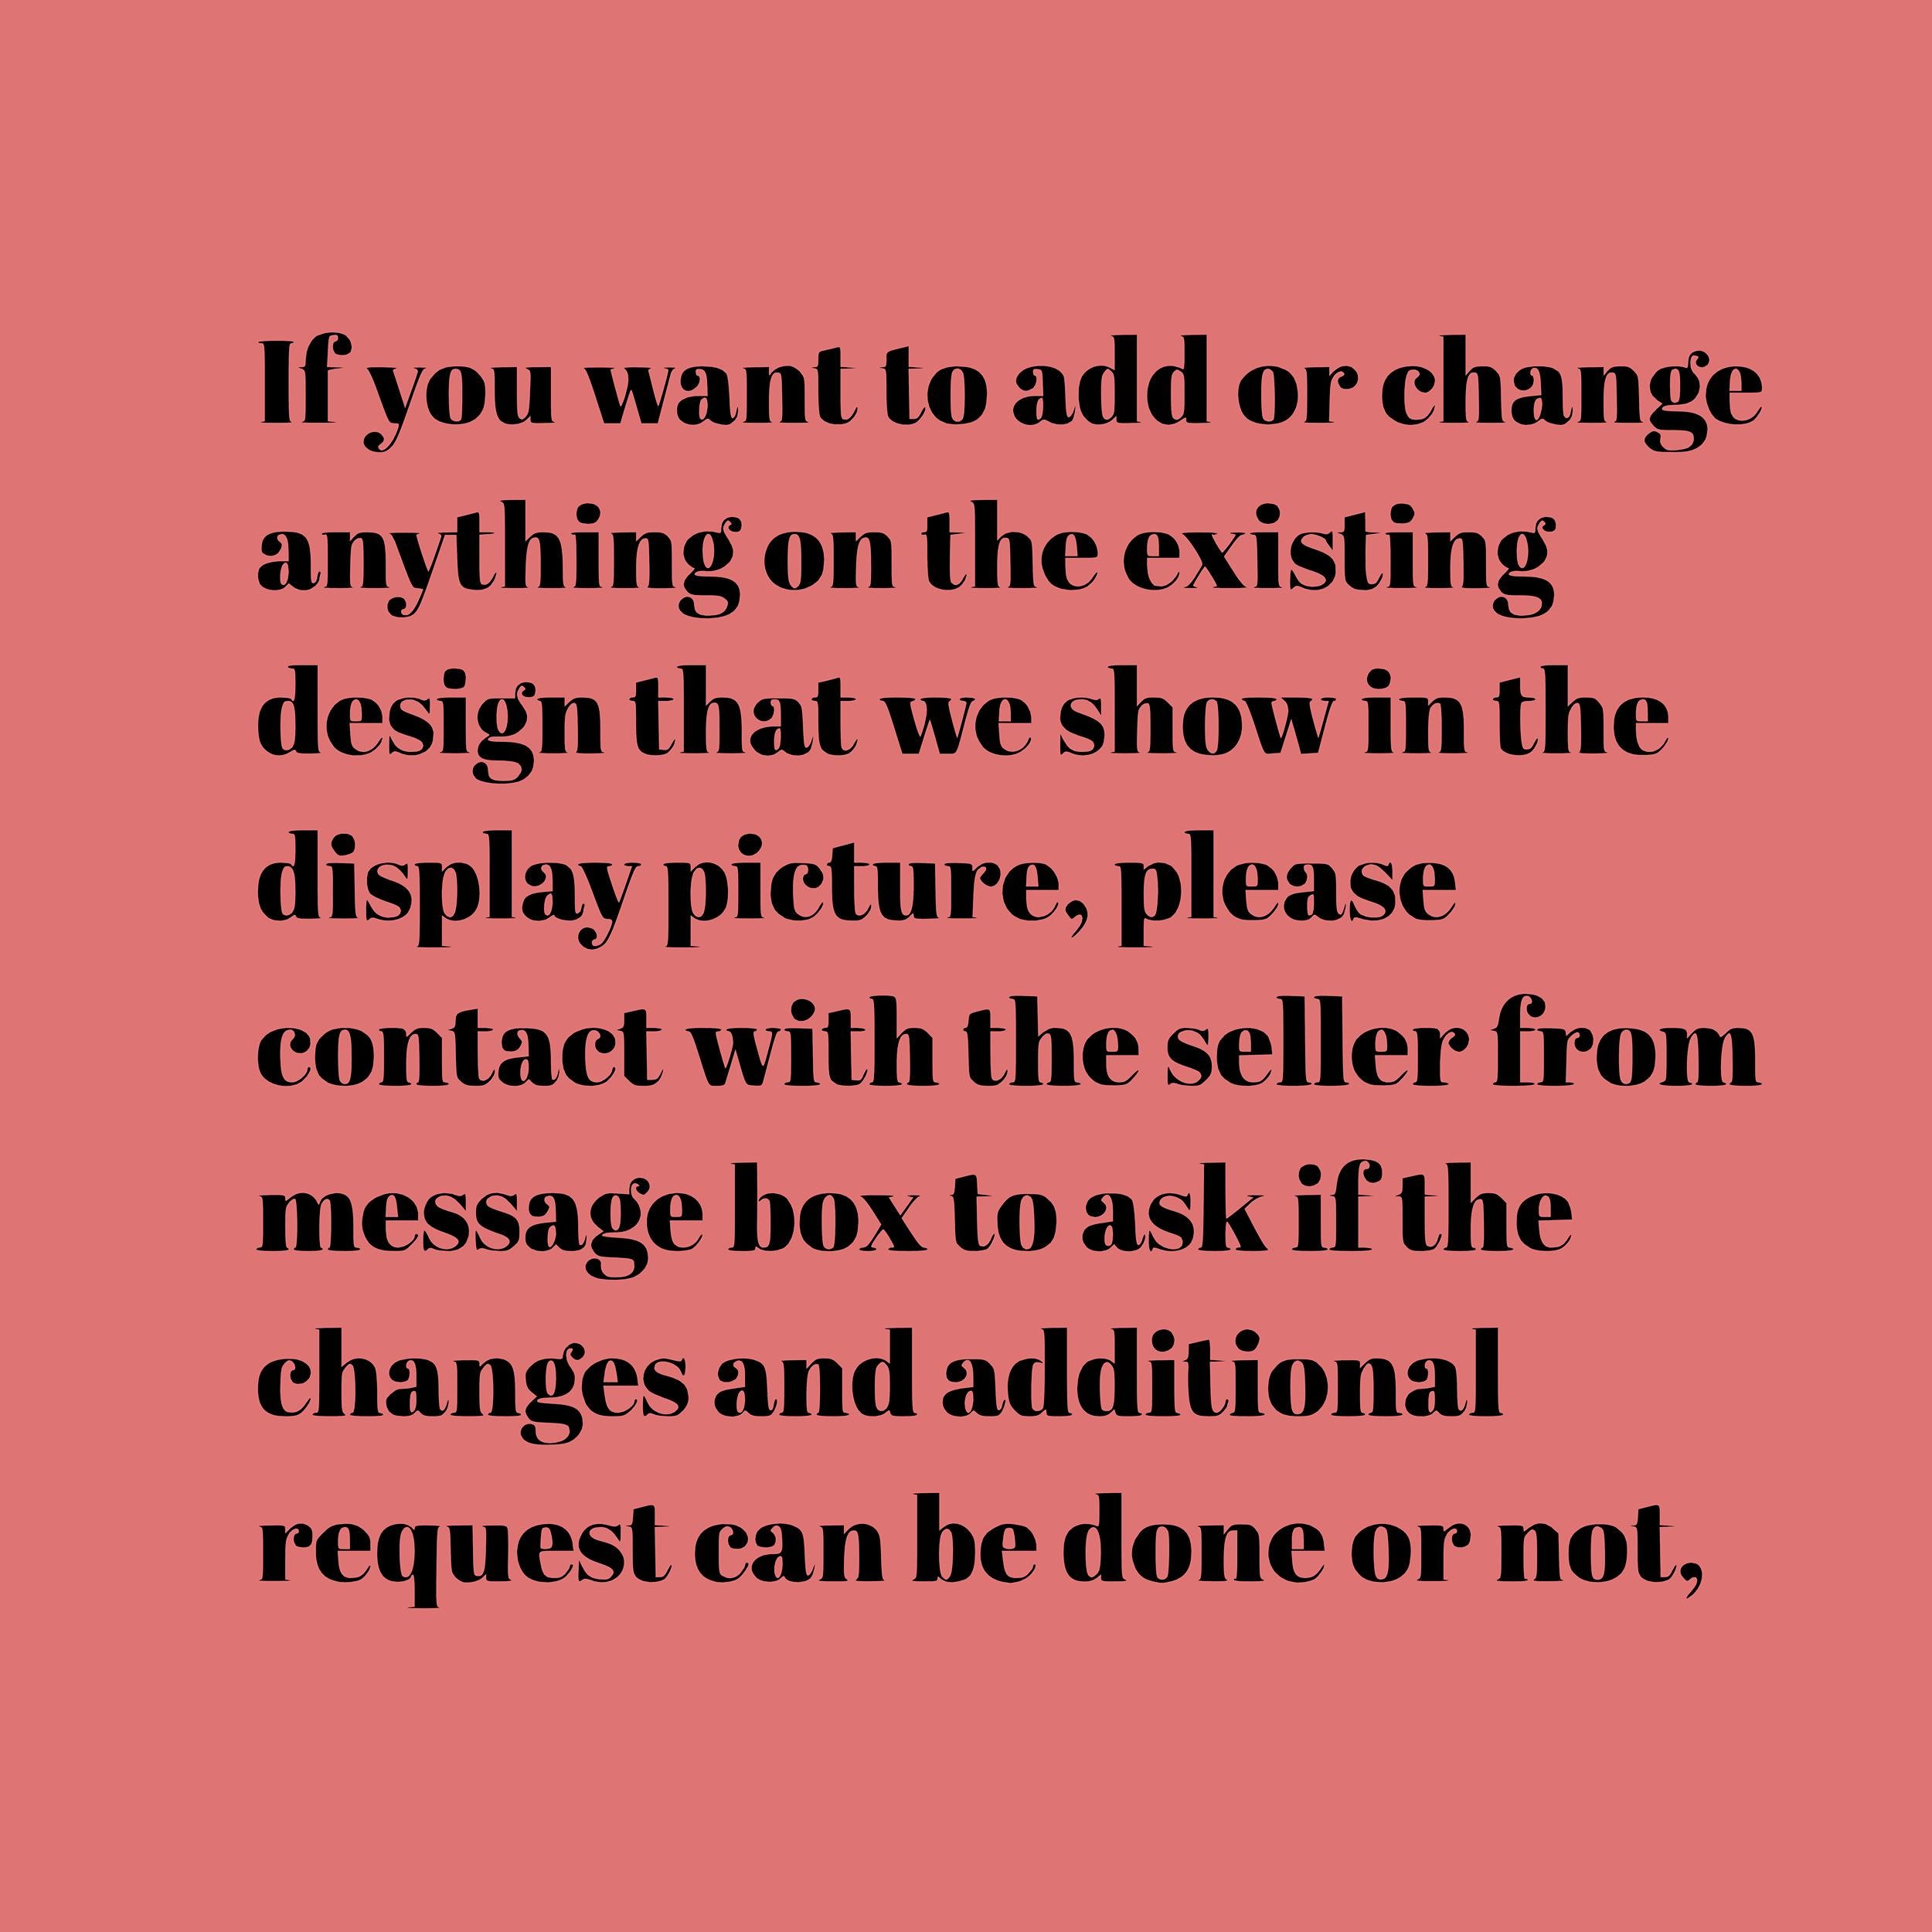 If you want to add or change
anything on the existing
design that we show in the
display picture, please
contact with the seller from
message box to ask if the
changes and additional
request can be done or not,